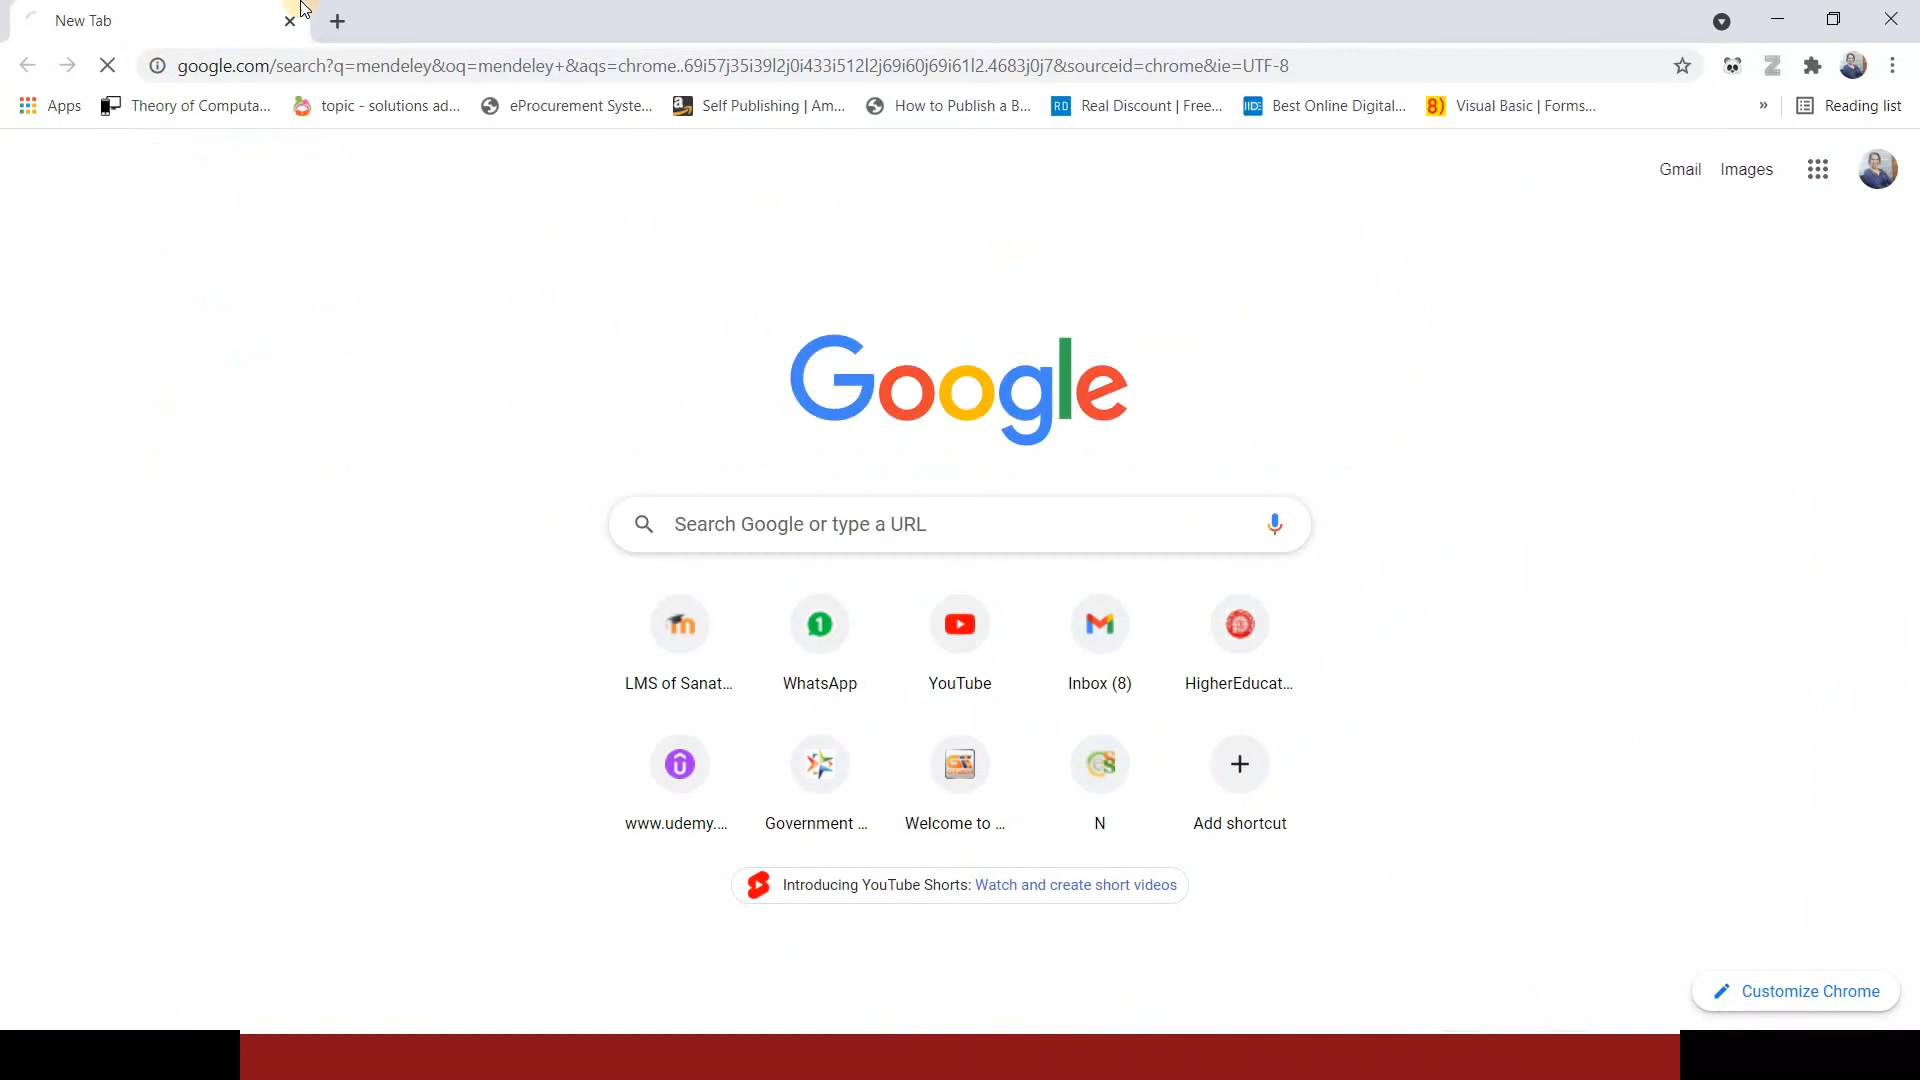 New Tab
google.com/search?q=mendeley&oq=mendeley+&aqs=chrome..69i57j35i39l2j0i433i512l2j69i60j69i61l2.4683j0j7&sourceid=chrome&ie=UTF-8
Apps Theory of Computa... topic - solutions ad... eProcurement Syste... Self Publishing | Am... How to Publish a B... RD Real Discount | Free... IIDE Best Online Digital... 8) Visual Basic | Forms... » Reading list
Gmail Images
Google
Search Google or type a URL
LMS of Sanat... WhatsApp YouTube Inbox (8) HigherEducat...
www.udemy.... Government ... Welcome to ... N Add shortcut
Introducing YouTube Shorts: Watch and create short videos
Customize Chrome